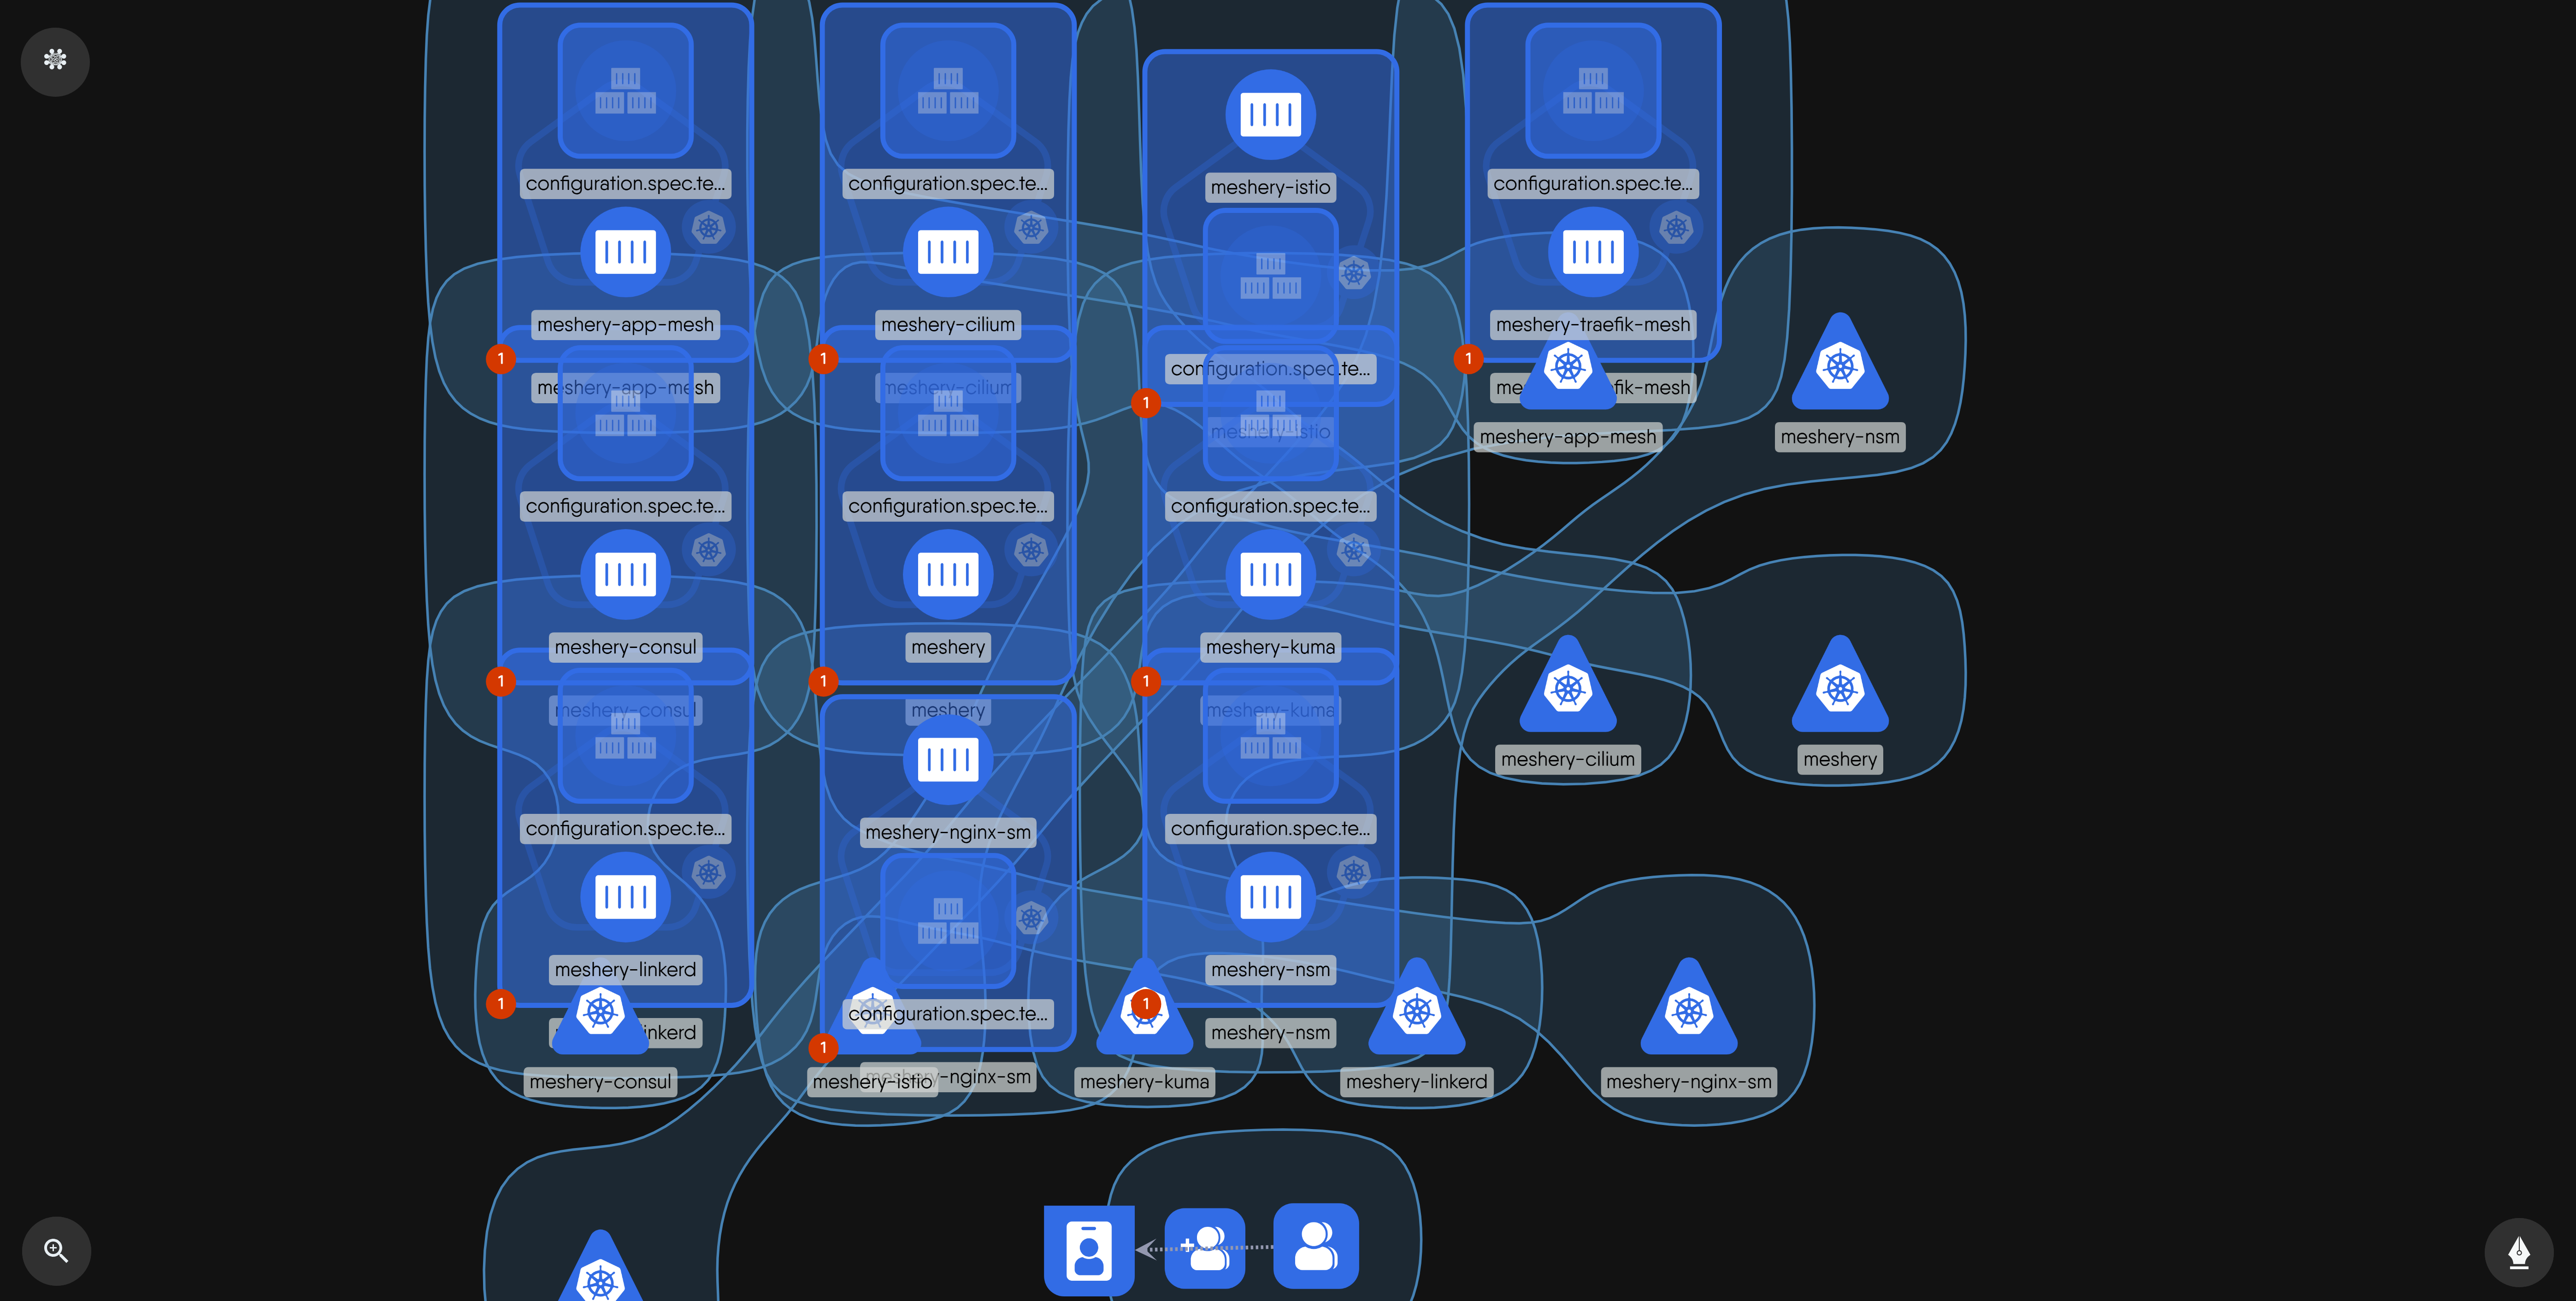 configuration.spec.te...
configuration.spec.te...
meshery-istio
configuration.spec.te...
meshery-app-mesh
meshery-cilium
meshery-traefik-mesh
1
1
1
configuration.spec.te...
meshery-app-mesh
meshery-cilium
me
fik-mesh
1
meshery-istio
meshery-app-mesh
meshery-nsm
configuration.spec.te...
configuration.spec.te...
configuration.spec.te...
meshery-consul
meshery
meshery-kuma
1
1
1
meshery-consul
meshery
meshery-kuma
meshery-cilium
meshery
configuration.spec.te...
meshery-nginx-sm
configuration.spec.te...
meshery-linkerd
meshery-nsm
1
1
configuration.spec.te...
inkerd
meshery-nsm
1
meshery-consul
meshery-istio
-nginx-sm
meshery-kuma
meshery-linkerd
meshery-nginx-sm